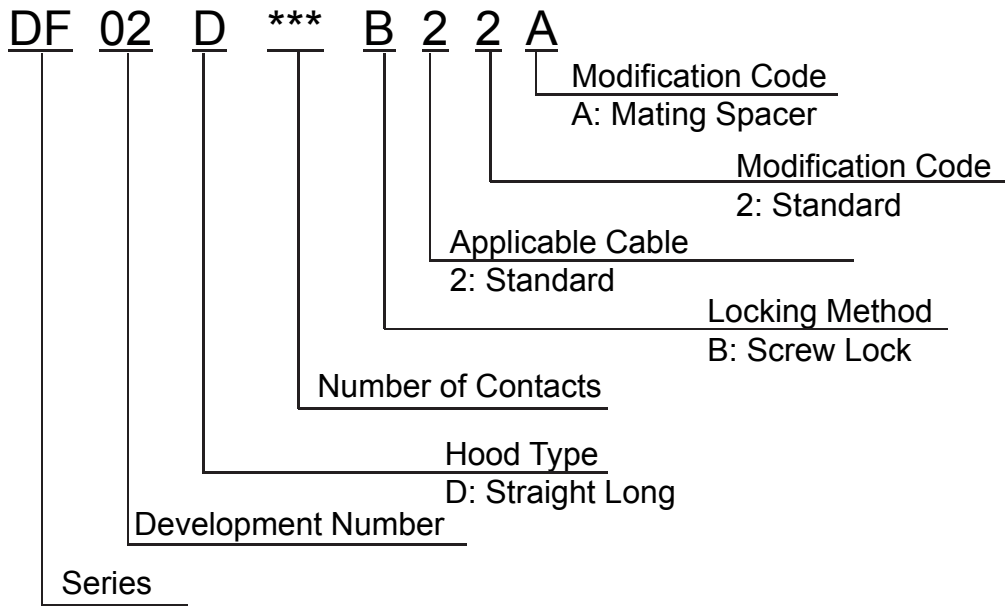 DF 02 D *** B 2 2 A
Modification Code
A: Mating Spacer
Modification Code
2: Standard
Applicable Cable
2: Standard
Locking Method
B: Screw Lock
Number of Contacts
Hood Type
D: Straight Long
Development Number
Series